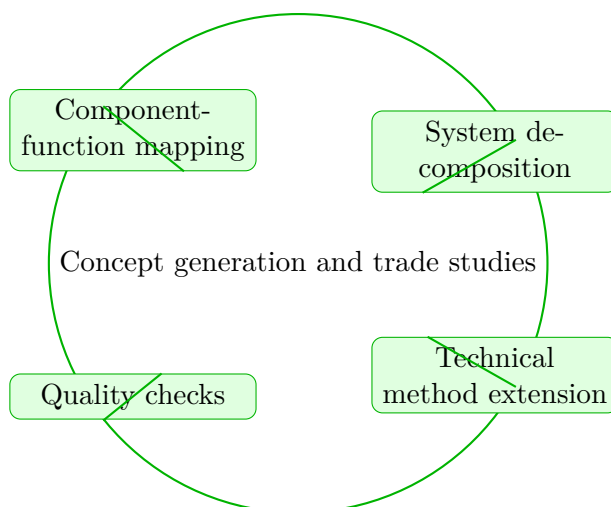 Component-
function mapping
System de-
composition
Concept generation and trade studies
Technical
method extension
Quality checks